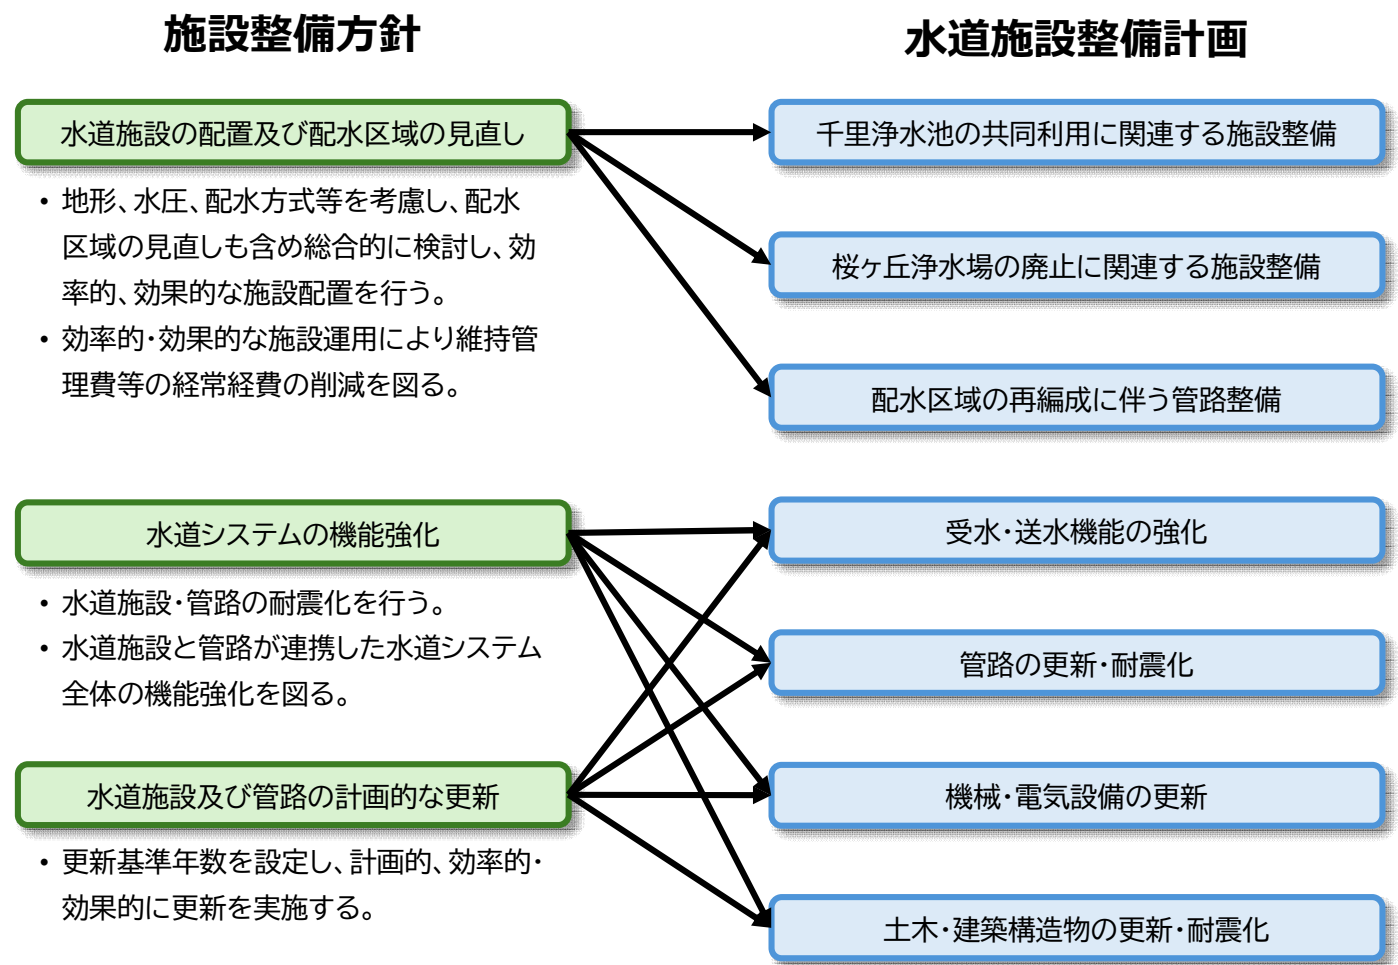 施設整備方針
水道施設整備計画
水道施設の配置及び配水区域の見直し
・地形、水圧、配水方式等を考慮し、配水
区域の見直しも含め総合的に検討し、効
率的、効果的な施設配置を行う。
・効率的・効果的な施設運用により維持管
理費等の経常経費の削減を図る。
千里浄水池の共同利用に関連する施設整備
桜ヶ丘浄水場の廃止に関連する施設整備
配水区域の再編成に伴う管路整備
水道システムの機能強化
・水道施設・管路の耐震化を行う。
・水道施設と管路が連携した水道システム
全体の機能強化を図る。
水道施設及び管路の計画的な更新
・更新基準年数を設定し、計画的、効率的・
効果的に更新を実施する。
受水・送水機能の強化
管路の更新・耐震化
機械・電気設備の更新
土木・建築構造物の更新・耐震化